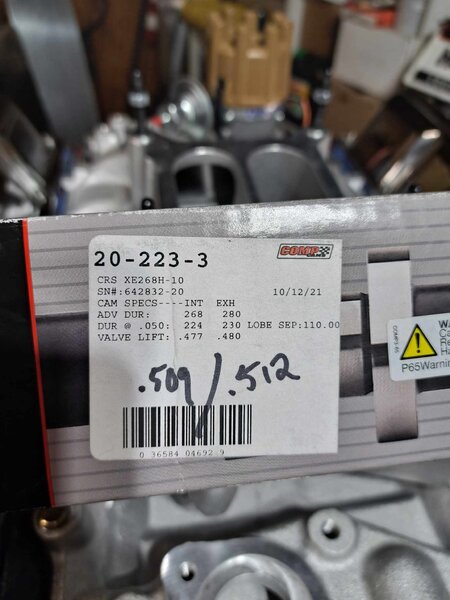 20-223-3
COMP CAMS
CRS XE268H-10
SN#:642832-20 10/12/21
CAM SPECS----INT EXH
ADV DUR: 268 280
DUR @ .050: 224 230 LOBE SEP:110.00
VALVE LIFT: .477 .480
.509/.512
0 36584 04692 9
P65Warnin